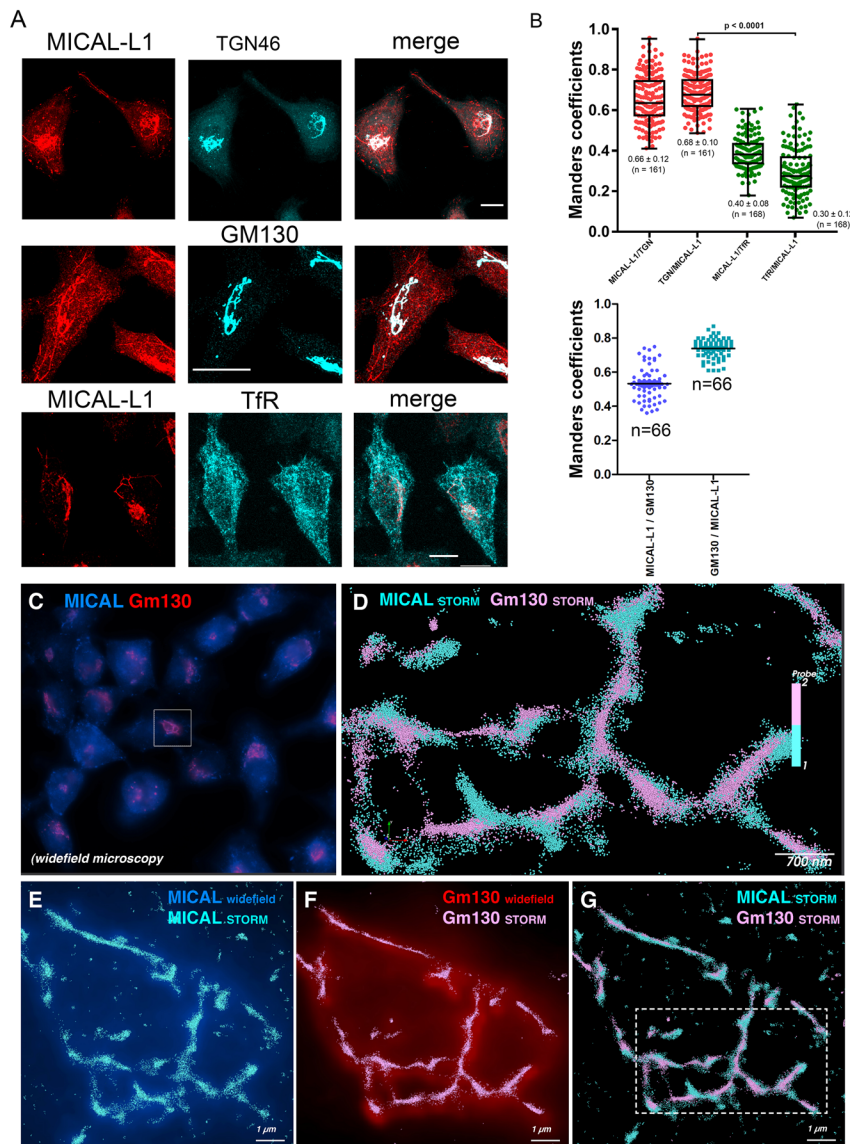 A
MICAL-L1 TGN46 merge
GM130
MICAL-L1 TfR merge
B
p < 0.0001
Manders coefficients
1.0
0.8
0.6
0.4
0.2
0.0
0.66 ± 0.12
(n = 161)
0.68 ± 0.10
(n = 161)
0.40 ± 0.08
(n = 168)
0.30 ± 0.12
(n = 168)
MICAL-L1/TGN
TGN/MICAL-L1
MICAL-L1/TfR
TfR/MICAL-L1
Manders coefficients
1.0
0.8
0.6
0.4
0.2
0.0
n=66
n=66
MICAL-L1 / GM130
GM130 / MICAL-L1
C MICAL Gm130
(widefield microscopy
D MICAL STORM Gm130 STORM
Probe
2
1
700 nm
E MICAL widefield
MICAL STORM
1 µm
F Gm130 widefield
Gm130 STORM
1 µm
G MICAL STORM
Gm130 STORM
1 µm